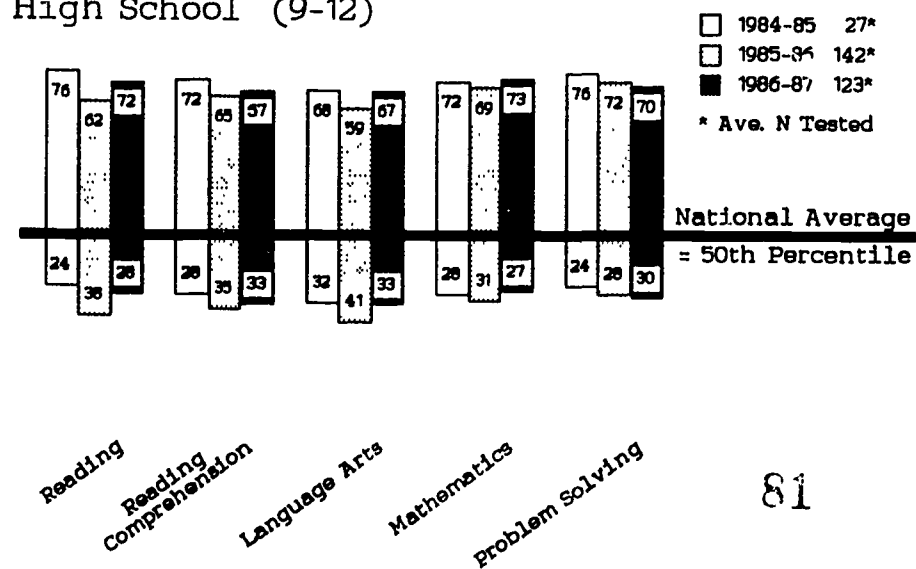 High School (9-12)
1984-85 27*
1985-86 142*
1986-87 123*
* Ave. N Tested
76 62 72
72 65 57
68 59 67
72 69 73
76 72 70
National Average
= 50th Percentile
24 38 28
28 35 33
32 41 33
28 31 27
24 28 30
Reading
Reading
Comprehension
Language Arts
Mathematics
Problem Solving
81